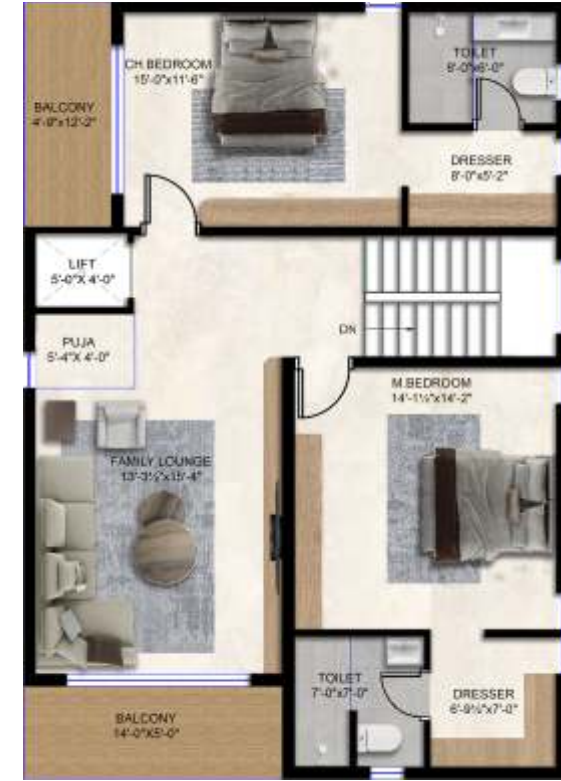 CH.BEDROOM
15'-0"x11'-6"
TOILET
8'-0"x6'-0"
BALCONY
4'-9"x12'-2"
DRESSER
8'-0"x5'-2"
LIFT
5'-0"X 4'-0"
PUJA
5'-4"X 4'-0"
DN
M.BEDROOM
14'-1½"x14'-2"
FAMILY LOUNGE
13'-3½"x15'-4"
TOILET
7'-0"x7'-0"
DRESSER
6'-9½"x7'-0"
BALCONY
14'-0"X5'-0"